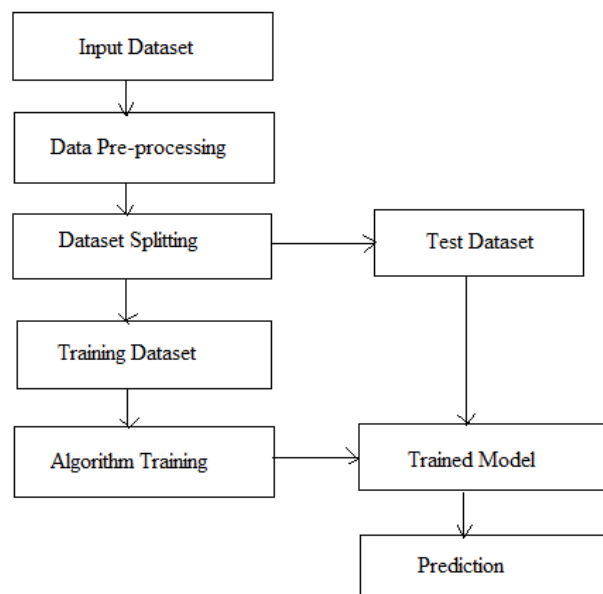 Input Dataset
Data Pre-processing
Dataset Splitting
Test Dataset
Training Dataset
Algorithm Training
Trained Model
Prediction